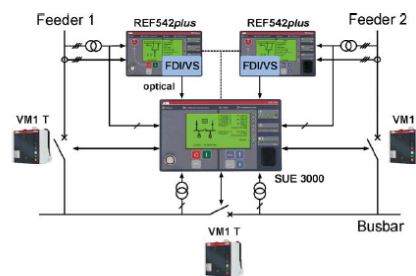 Feeder 1
REF542plus
REF542plus
Feeder 2
FDI/VS
FDI/VS
optical
VM1 T
VM1
SUE 3000
Busbar
VM1 T